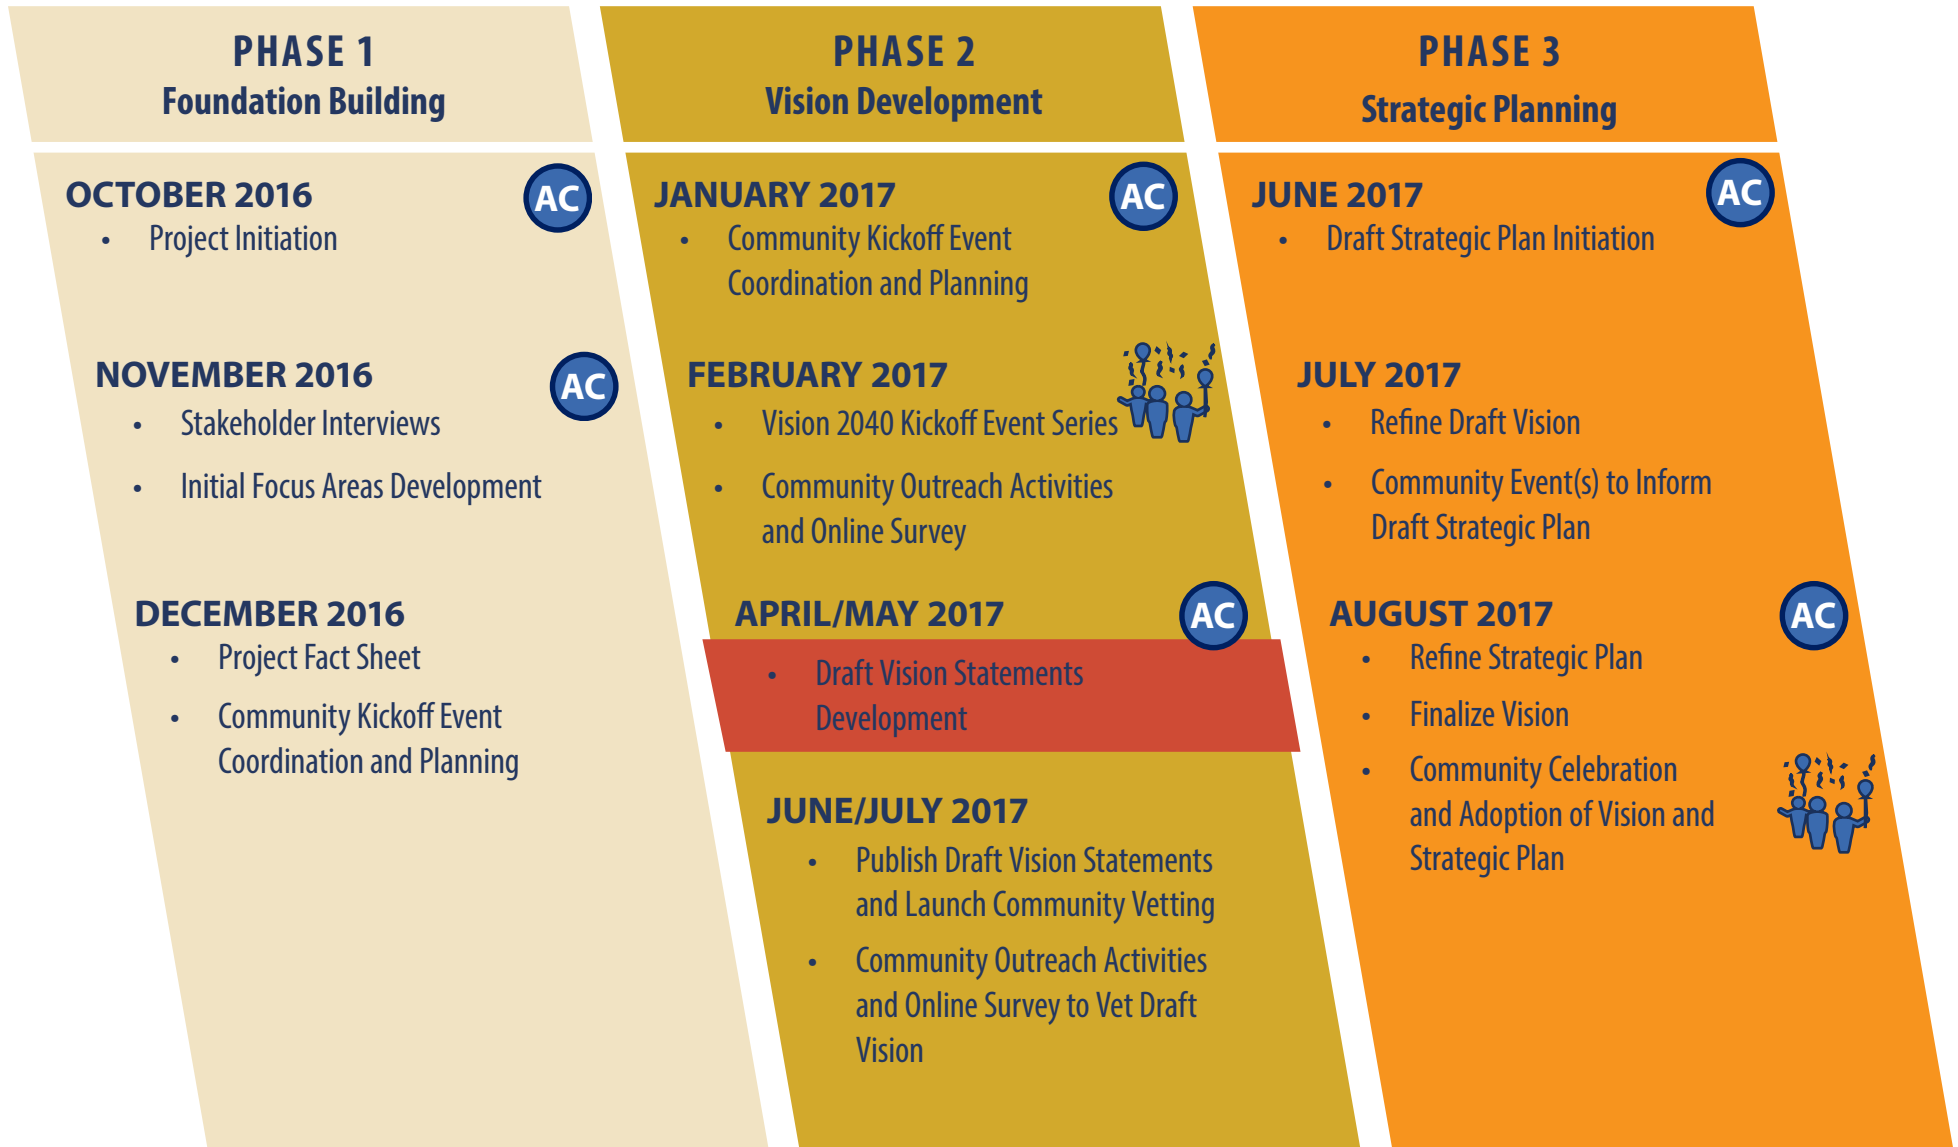 PHASE 1
Foundation Building
OCTOBER 2016
AC
• Project Initiation
NOVEMBER 2016
AC
• Stakeholder Interviews
• Initial Focus Areas Development
DECEMBER 2016
• Project Fact Sheet
• Community Kickoff Event
Coordination and Planning
PHASE 2
Vision Development
JANUARY 2017
AC
• Community Kickoff Event
Coordination and Planning
FEBRUARY 2017
• Vision 2040 Kickoff Event Series
• Community Outreach Activities
and Online Survey
APRIL/MAY 2017
AC
• Draft Vision Statements
Development
JUNE/JULY 2017
• Publish Draft Vision Statements
and Launch Community Vetting
• Community Outreach Activities
and Online Survey to Vet Draft
Vision
PHASE 3
Strategic Planning
JUNE 2017
AC
• Draft Strategic Plan Initiation
JULY 2017
• Refine Draft Vision
• Community Event(s) to Inform
Draft Strategic Plan
AUGUST 2017
AC
• Refine Strategic Plan
• Finalize Vision
• Community Celebration
and Adoption of Vision and
Strategic Plan